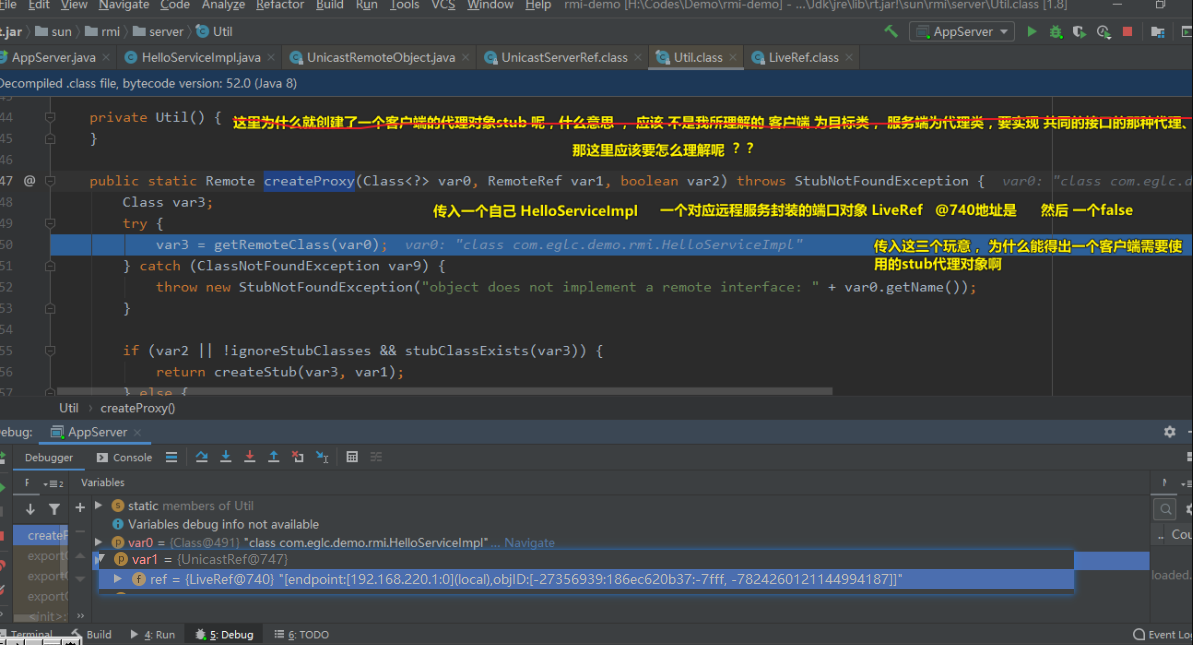 File Edit View Navigate Code Analyze Refactor Build Run Tools VCS Window Help rmi-demo [H:\Codes\Demo\rmi-demo] - ...\Jdk\jre\lib\rt.jar!\sun\rmi\server\Util.class [1.8]
t.jar sun rmi server Util AppServer
AppServer.java HelloServiceImpl.java UnicastRemoteObject.java UnicastServerRef.class Util.class LiveRef.class
Decompiled .class file, bytecode version: 52.0 (Java 8)
44 private Util() {
这里为什么就创建了一个客户端的代理对象stub 呢，什么意思 ， 应该 不是我所理解的 客户端 为目标类 ， 服务端为代理类，要实现 共同的接口的那种代理、
45 }
那这里应该要怎么理解呢 ？？
46
47 @ public static Remote createProxy(Class<?> var0, RemoteRef var1, boolean var2) throws StubNotFoundException { var0: "class com.eglc.d
48 Class var3;
传入一个自己 HelloServiceImpl 一个对应远程服务封装的端口对象 LiveRef @740地址是 然后 一个false
49 try {
50 var3 = getRemoteClass(var0); var0: "class com.eglc.demo.rmi.HelloServiceImpl"
传入这三个玩意 ，为什么能得出一个客户端需要使
用的stub代理对象啊
51 } catch (ClassNotFoundException var9) {
52 throw new StubNotFoundException("object does not implement a remote interface: " + var0.getName());
53 }
54
55 if (var2 || !ignoreStubClasses && stubClassExists(var3)) {
56 return createStub(var3, var1);
57 } else {
Util createProxy()
ebug: AppServer
Debugger Console
F Variables
static members of Util
Variables debug info not available
createP
var0 = {Class@491} "class com.eglc.demo.rmi.HelloServiceImpl" ... Navigate
Cou
export
var1 = {UnicastRef@747}
export
ref = {LiveRef@740} "[endpoint:[192.168.220.1:0](local),objID:[-27356939:186ec620b37:-7fff, -7824260121144994187]]"
loaded.
export
<init>:
Terminal Build 4: Run 5: Debug 6: TODO Event Log